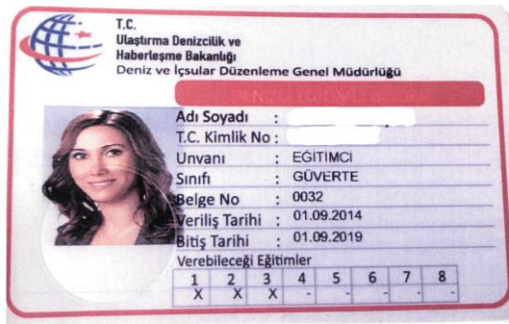 T.C.
Ulaştırma Denizcilik ve
Haberleşme Bakanlığı
Deniz ve İçsular Düzenleme Genel Müdürlüğü
Adı Soyadı :
T.C. Kimlik No :
Unvanı : EĞİTİMCİ
Sınıfı : GÜVERTE
Belge No : 0032
Veriliş Tarihi : 01.09.2014
Bitiş Tarihi : 01.09.2019
Verebileceği Eğitimler
1 2 3 4 5 6 7 8
X X X - - - - -